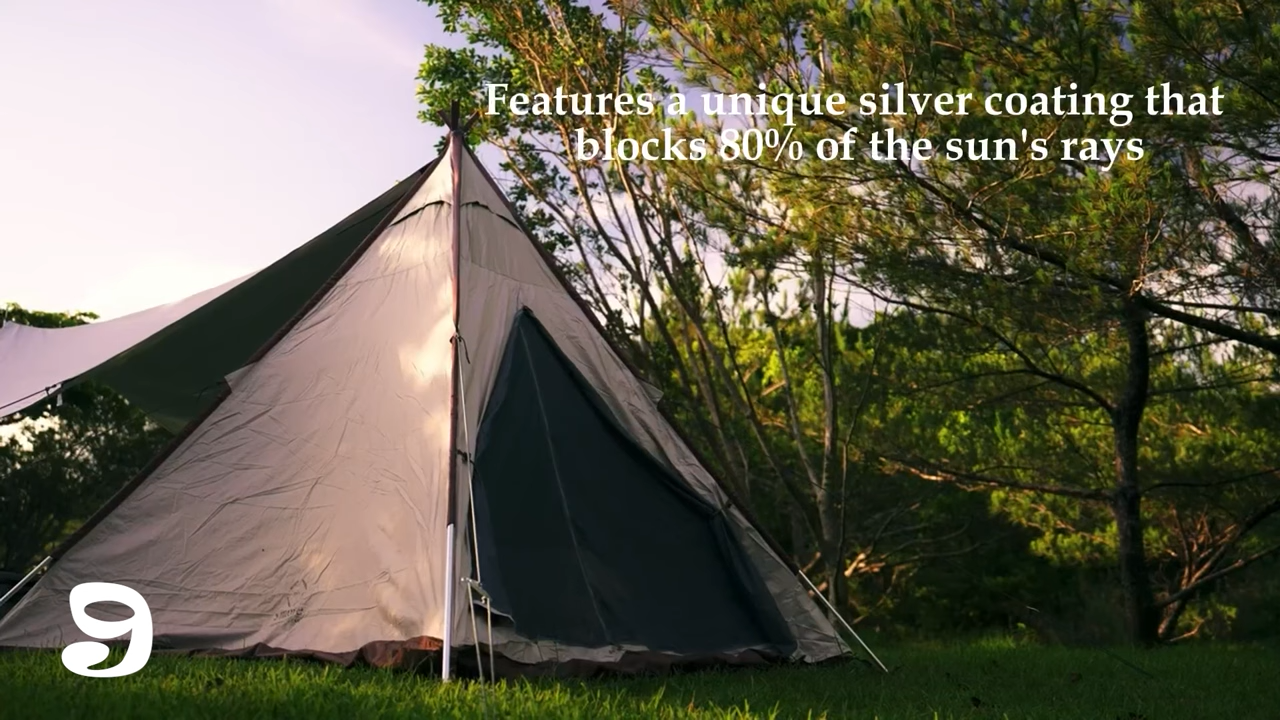 Features a unique silver coating that
blocks 80% of the sun's rays
9